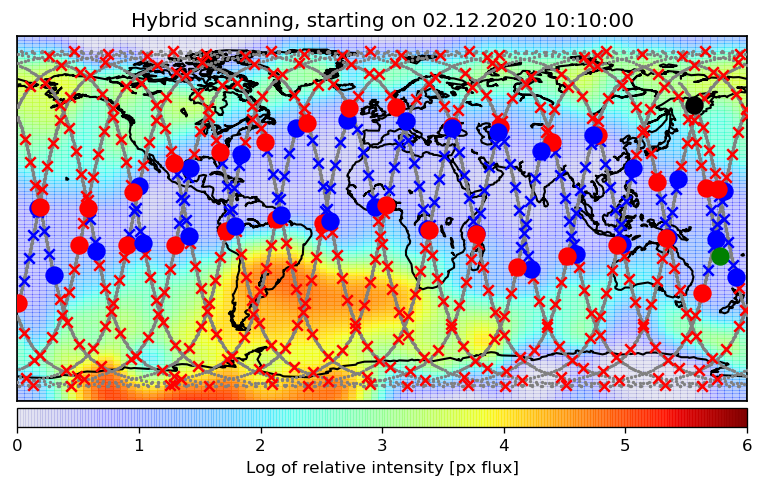 Hybrid scanning, starting on 02.12.2020 10:10:00
0 1 2 3 4 5 6
Log of relative intensity [px flux]